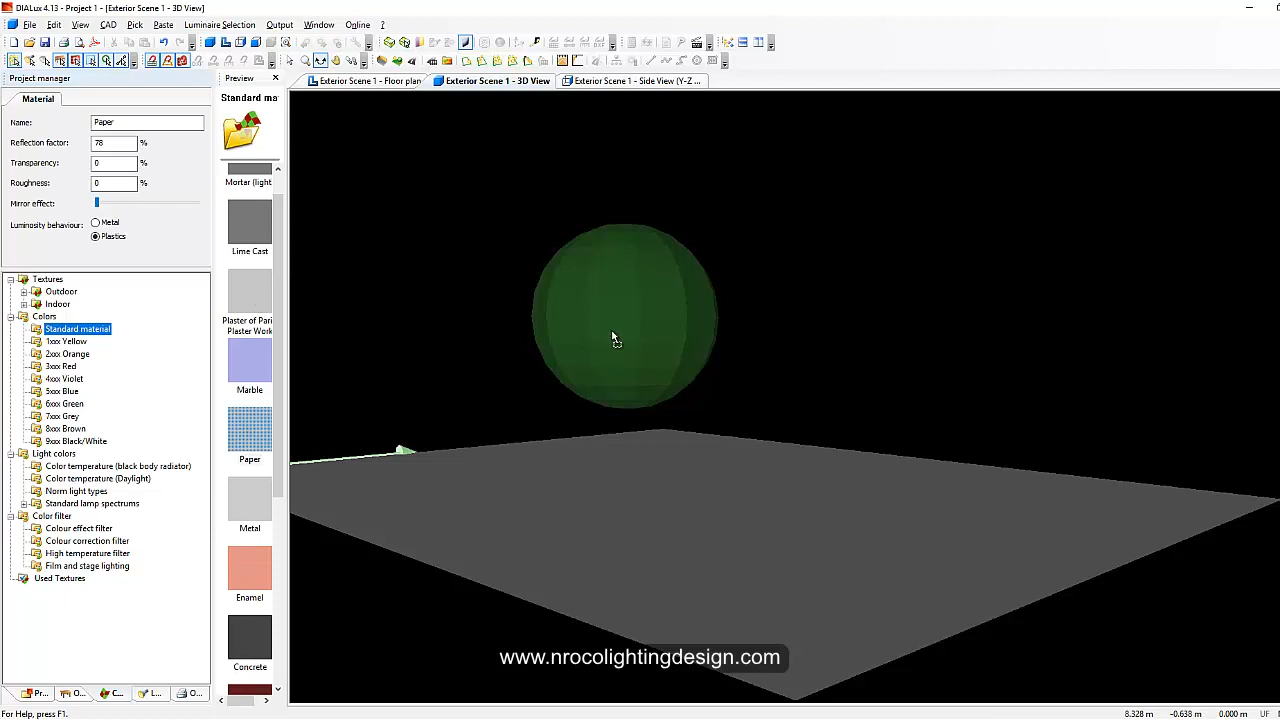 DIALux 4.13 - Project 1 - [Exterior Scene 1 - 3D View]
File Edit View CAD Pick Paste Luminaire Selection Output Window Online ?
Project manager
Preview
Exterior Scene 1 - Floor plan
Exterior Scene 1 - 3D View
Exterior Scene 1 - Side View (Y-Z ...
Material
Standard ma
Name: Paper
Reflection factor: 78 %
Transparency: 0 %
Roughness: 0 %
Mirror effect:
Luminosity behaviour: Metal
Plastics
Mortar (light
Lime Cast
Plaster of Pari
Plaster Work
Marble
Paper
Metal
Enamel
Concrete
Textures
Outdoor
Indoor
Colors
Standard material
1xxx Yellow
2xxx Orange
3xxx Red
4xxx Violet
5xxx Blue
6xxx Green
7xxx Grey
8xxx Brown
9xxx Black/White
Light colors
Color temperature (black body radiator)
Color temperature (Daylight)
Norm light types
Standard lamp spectrums
Color filter
Colour effect filter
Colour correction filter
High temperature filter
Film and stage lighting
Used Textures
www.nrocolightingdesign.com
Pr... O... C... L... O...
For Help, press F1.
8.328 m -0.638 m 0.000 m UF